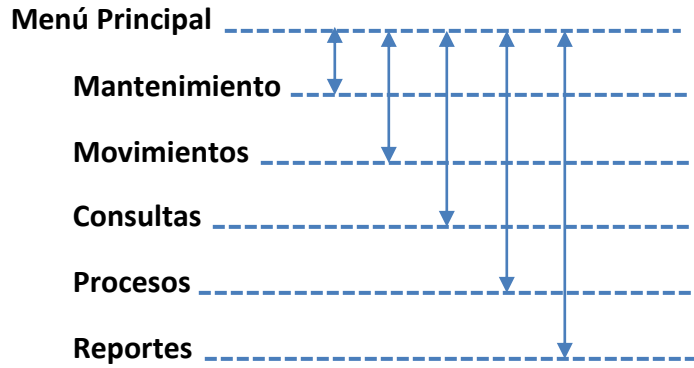 Menú Principal
Mantenimiento
Movimientos
Consultas
Procesos
Reportes